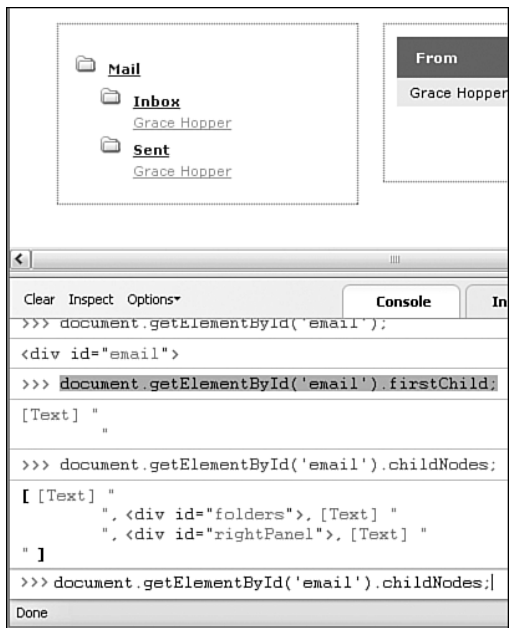 Mail
Inbox
Grace Hopper
Sent
Grace Hopper
From
Grace Hopper
Clear Inspect Options▾ Console In
>>> document.getElementById('email');
<div id="email">
>>> document.getElementById('email').firstChild;
[Text] "
"
>>> document.getElementById('email').childNodes;
[ [Text] "
", <div id="folders">, [Text] "
", <div id="rightPanel">, [Text] "
" ]
>>> document.getElementById('email').childNodes;
Done